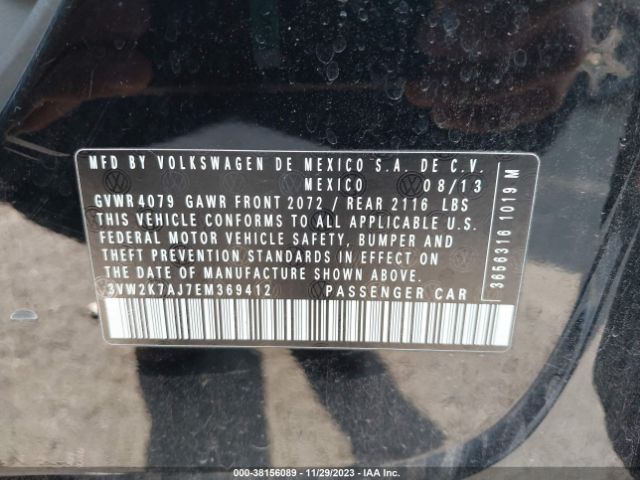 MFD BY VOLKSWAGEN DE MEXICO S.A. DE C.V.
MEXICO 08/13
GVWR 4079 GAWR FRONT 2072 / REAR 2116 LBS
THIS VEHICLE CONFORMS TO ALL APPLICABLE U.S.
FEDERAL MOTOR VEHICLE SAFETY, BUMPER AND
THEFT PREVENTION STANDARDS IN EFFECT ON
THE DATE OF MANUFACTURE SHOWN ABOVE.
3VW2K7AJ7EM369412 PASSENGER CAR
3656316 1019 M
000-38156089 - 11/29/2023 - IAA Inc.